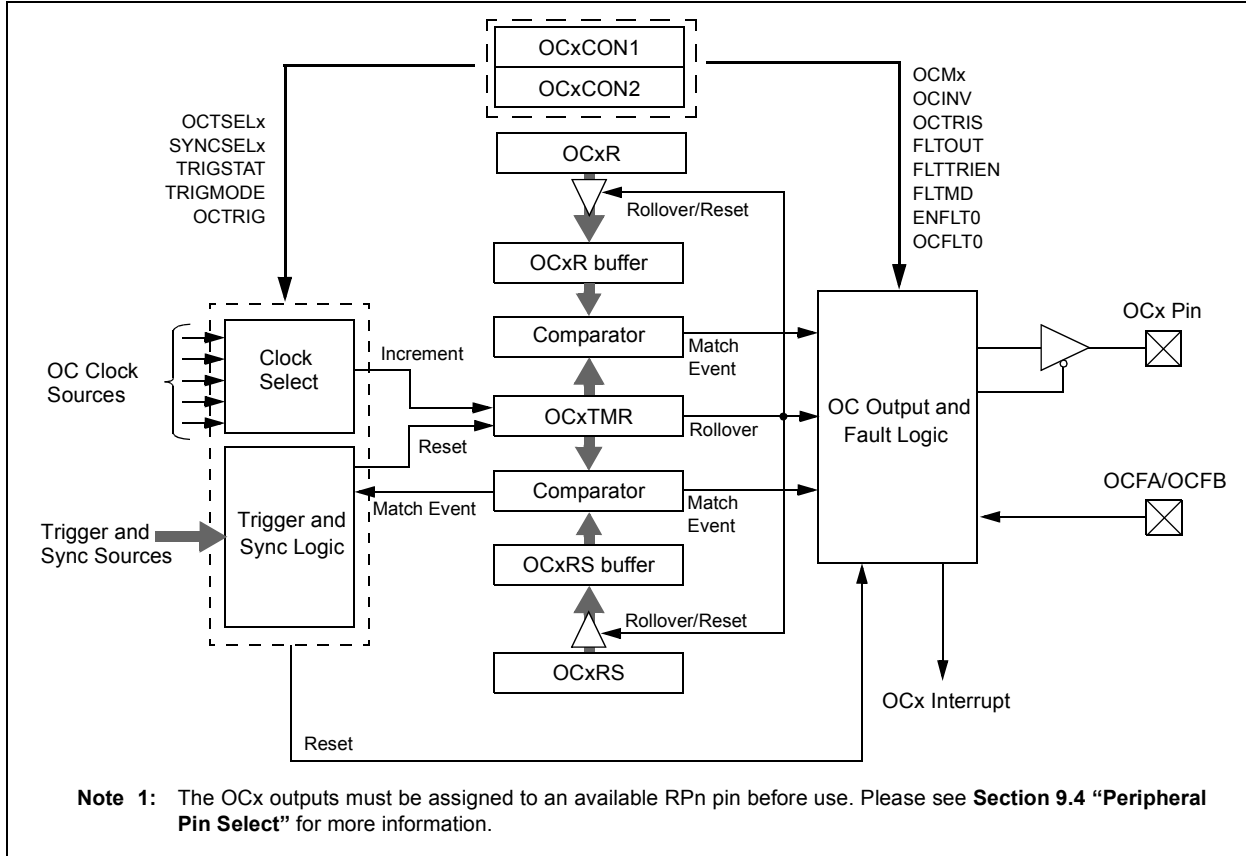 OCxCON1
OCxCON2
OCTSELx
SYNCSELx
TRIGSTAT
TRIGMODE
OCTRIG
OCMx
OCINV
OCTRIS
FLTOUT
FLTTRIEN
FLTMD
ENFLT0
OCFLT0
OCxR
Rollover/Reset
OCxR buffer
OCx Pin
Comparator
Match
Event
Increment
Clock
Select
OC Clock
Sources
OCxTMR
Rollover
OC Output and
Fault Logic
Reset
Comparator
Match Event
Match
Event
OCFA/OCFB
Trigger and
Sync Logic
Trigger and
Sync Sources
OCxRS buffer
Rollover/Reset
OCxRS
OCx Interrupt
Reset
Note 1: The OCx outputs must be assigned to an available RPn pin before use. Please see Section 9.4 “Peripheral
Pin Select” for more information.